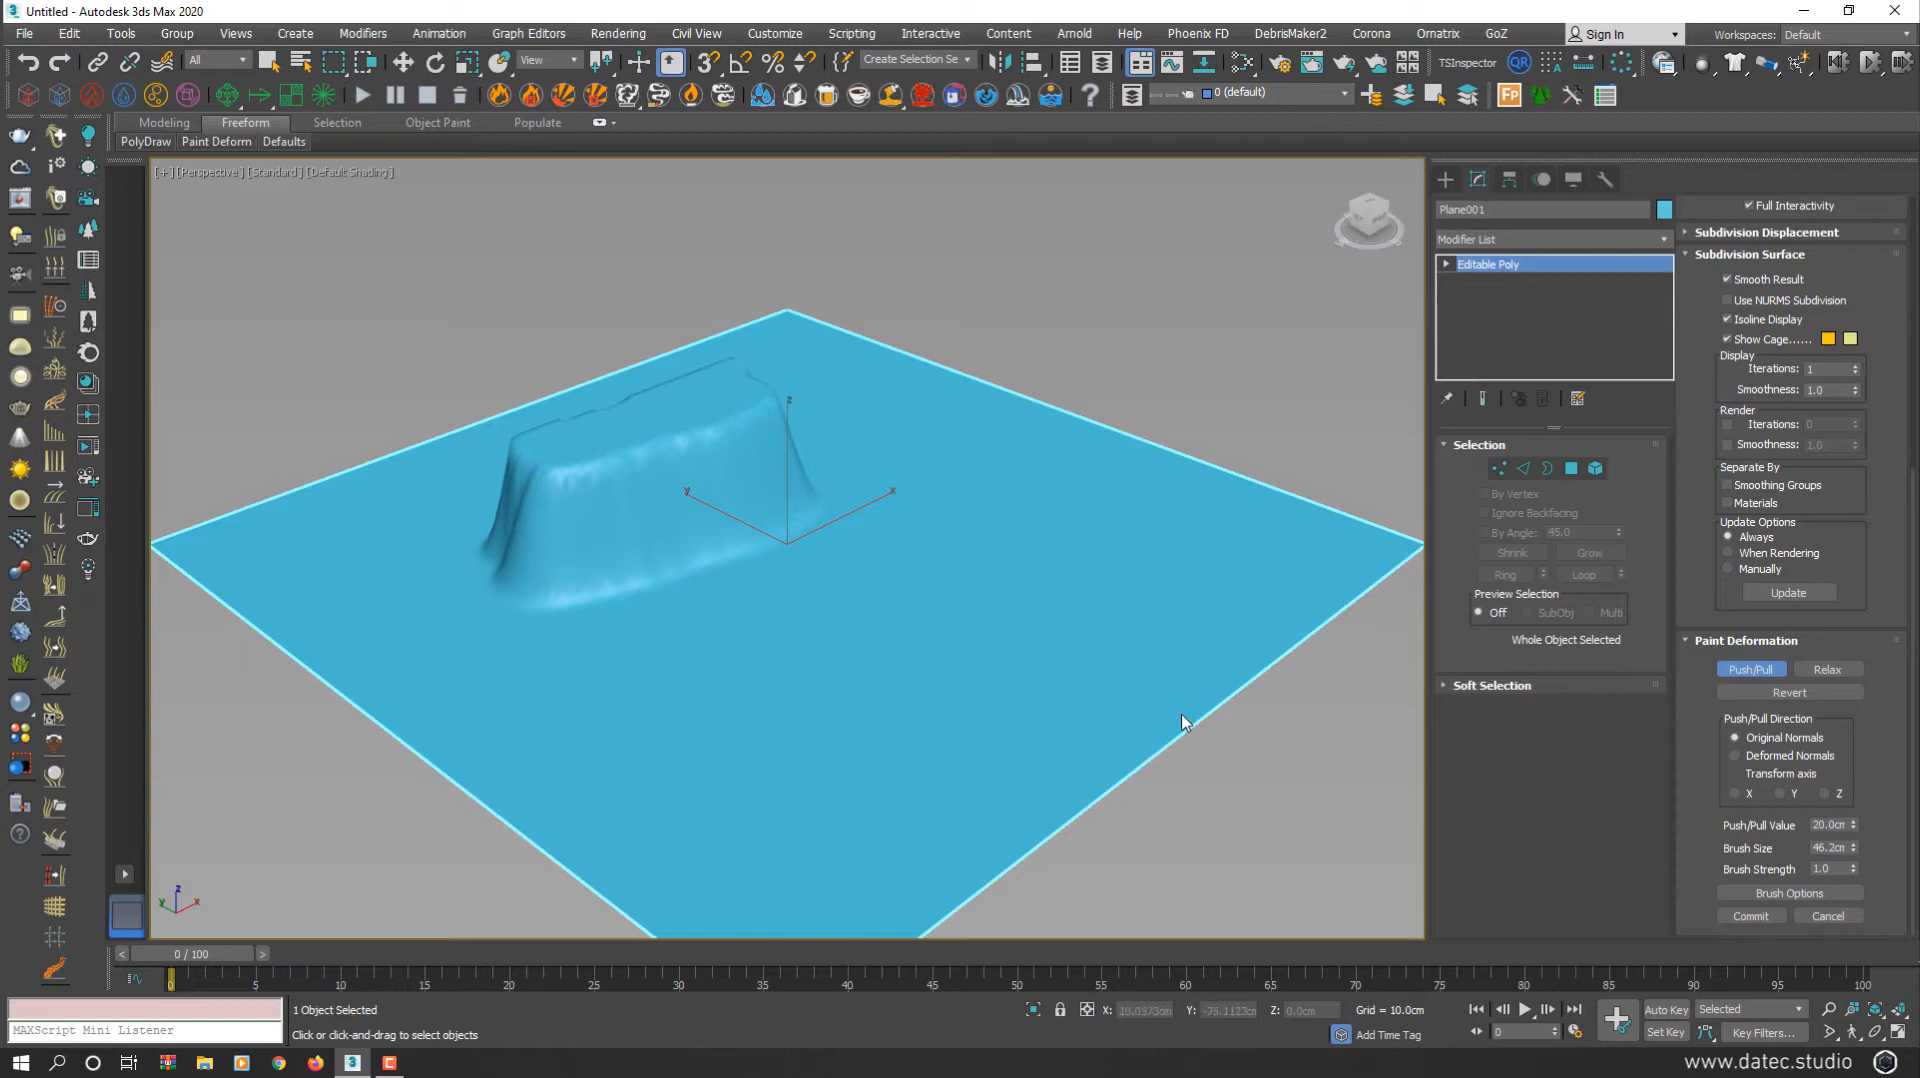 Untitled - Autodesk 3ds Max 2020
File Edit Tools Group Views Create Modifiers Animation Graph Editors Rendering Civil View Customize Scripting Interactive Content Arnold Help Phoenix FD DebrisMaker2 Corona Ornatrix GoZ Sign In Workspaces: Default
All View Create Selection Se TSInspector QR
0 (default) Fp
Modeling Freeform Selection Object Paint Populate
PolyDraw Paint Deform Defaults
[+] [Perspective] [Standard] [Default Shading]
Plane001
Modifier List
Editable Poly
Selection
By Vertex
Ignore Backfacing
By Angle: 45.0
Shrink Grow
Ring Loop
Preview Selection
Off SubObj Multi
Whole Object Selected
Soft Selection
Full Interactivity
Subdivision Displacement
Subdivision Surface
Smooth Result
Use NURMS Subdivision
Isoline Display
Show Cage......
Display
Iterations: 1
Smoothness: 1.0
Render
Iterations: 0
Smoothness: 1.0
Separate By
Smoothing Groups
Materials
Update Options
Always
When Rendering
Manually
Update
Paint Deformation
Push/Pull Relax
Revert
Push/Pull Direction
Original Normals
Deformed Normals
Transform axis
X Y Z
Push/Pull Value 20.0cm
Brush Size 46.2cm
Brush Strength 1.0
Brush Options
Commit Cancel
z
y x
z
y x
< 0 / 100 >
0 5 10 15 20 25 30 35 40 45 50 55 60 65 70 75 80 85 90 95 100
1 Object Selected X: Y: Z: 0.0cm Grid = 10.0cm Auto Key Selected
MAXScript Mini Listener Click or click-and-drag to select objects Add Time Tag 0 Set Key Key Filters...
www.datec.studio